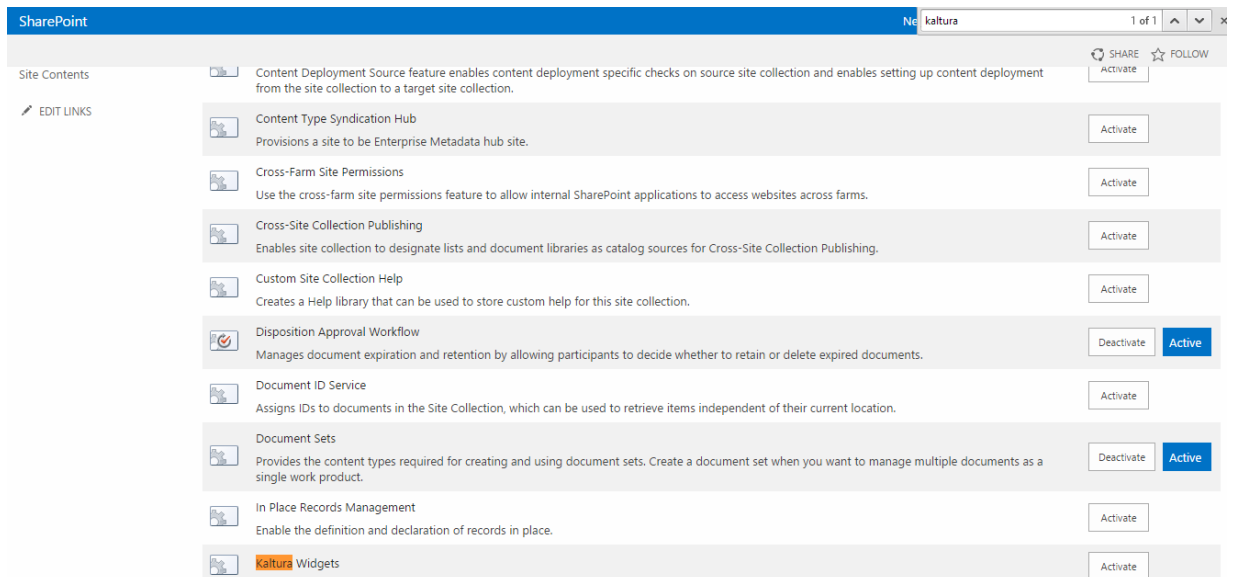 SharePoint
Ne
kaltura
1 of 1
SHARE
FOLLOW
Site Contents
EDIT LINKS
Content Deployment Source feature enables content deployment specific checks on source site collection and enables setting up content deployment
from the site collection to a target site collection.
Activate
Content Type Syndication Hub
Provisions a site to be Enterprise Metadata hub site.
Activate
Cross-Farm Site Permissions
Use the cross-farm site permissions feature to allow internal SharePoint applications to access websites across farms.
Activate
Cross-Site Collection Publishing
Enables site collection to designate lists and document libraries as catalog sources for Cross-Site Collection Publishing.
Activate
Custom Site Collection Help
Creates a Help library that can be used to store custom help for this site collection.
Activate
Disposition Approval Workflow
Manages document expiration and retention by allowing participants to decide whether to retain or delete expired documents.
Deactivate
Active
Document ID Service
Assigns IDs to documents in the Site Collection, which can be used to retrieve items independent of their current location.
Activate
Document Sets
Provides the content types required for creating and using document sets. Create a document set when you want to manage multiple documents as a
single work product.
Deactivate
Active
In Place Records Management
Enable the definition and declaration of records in place.
Activate
Kaltura Widgets
Activate